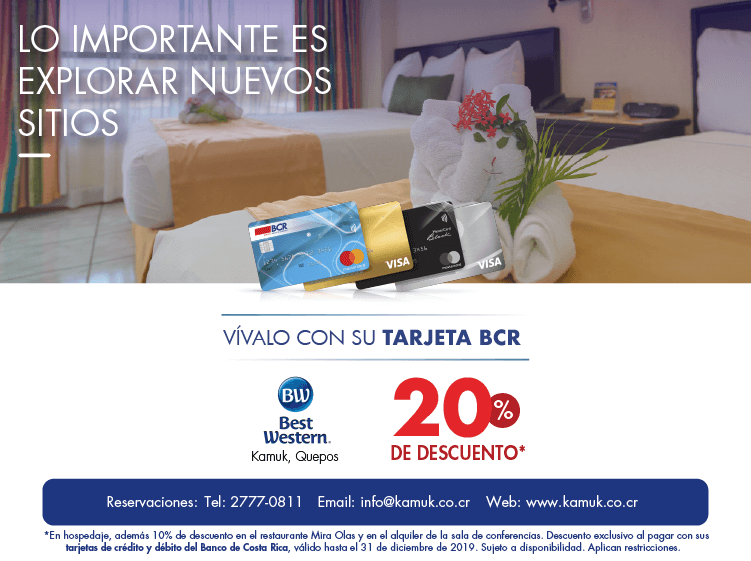 LO IMPORTANTE ES
EXPLORAR NUEVOS
SITIOS
BCR
VISA
VISA
VÍVALO CON SU TARJETA BCR
BW
Best
Western.
Kamuk, Quepos
20%
DE DESCUENTO*
Reservaciones: Tel: 2777-0811 Email: info@kamuk.co.cr Web: www.kamuk.co.cr
*En hospedaje, además 10% de descuento en el restaurante Mira Olas y en el alquiler de la sala de conferencias. Descuento exclusivo al pagar con sus
tarjetas de crédito y débito del Banco de Costa Rica, válido hasta el 31 de diciembre de 2019. Sujeto a disponibilidad. Aplican restricciones.